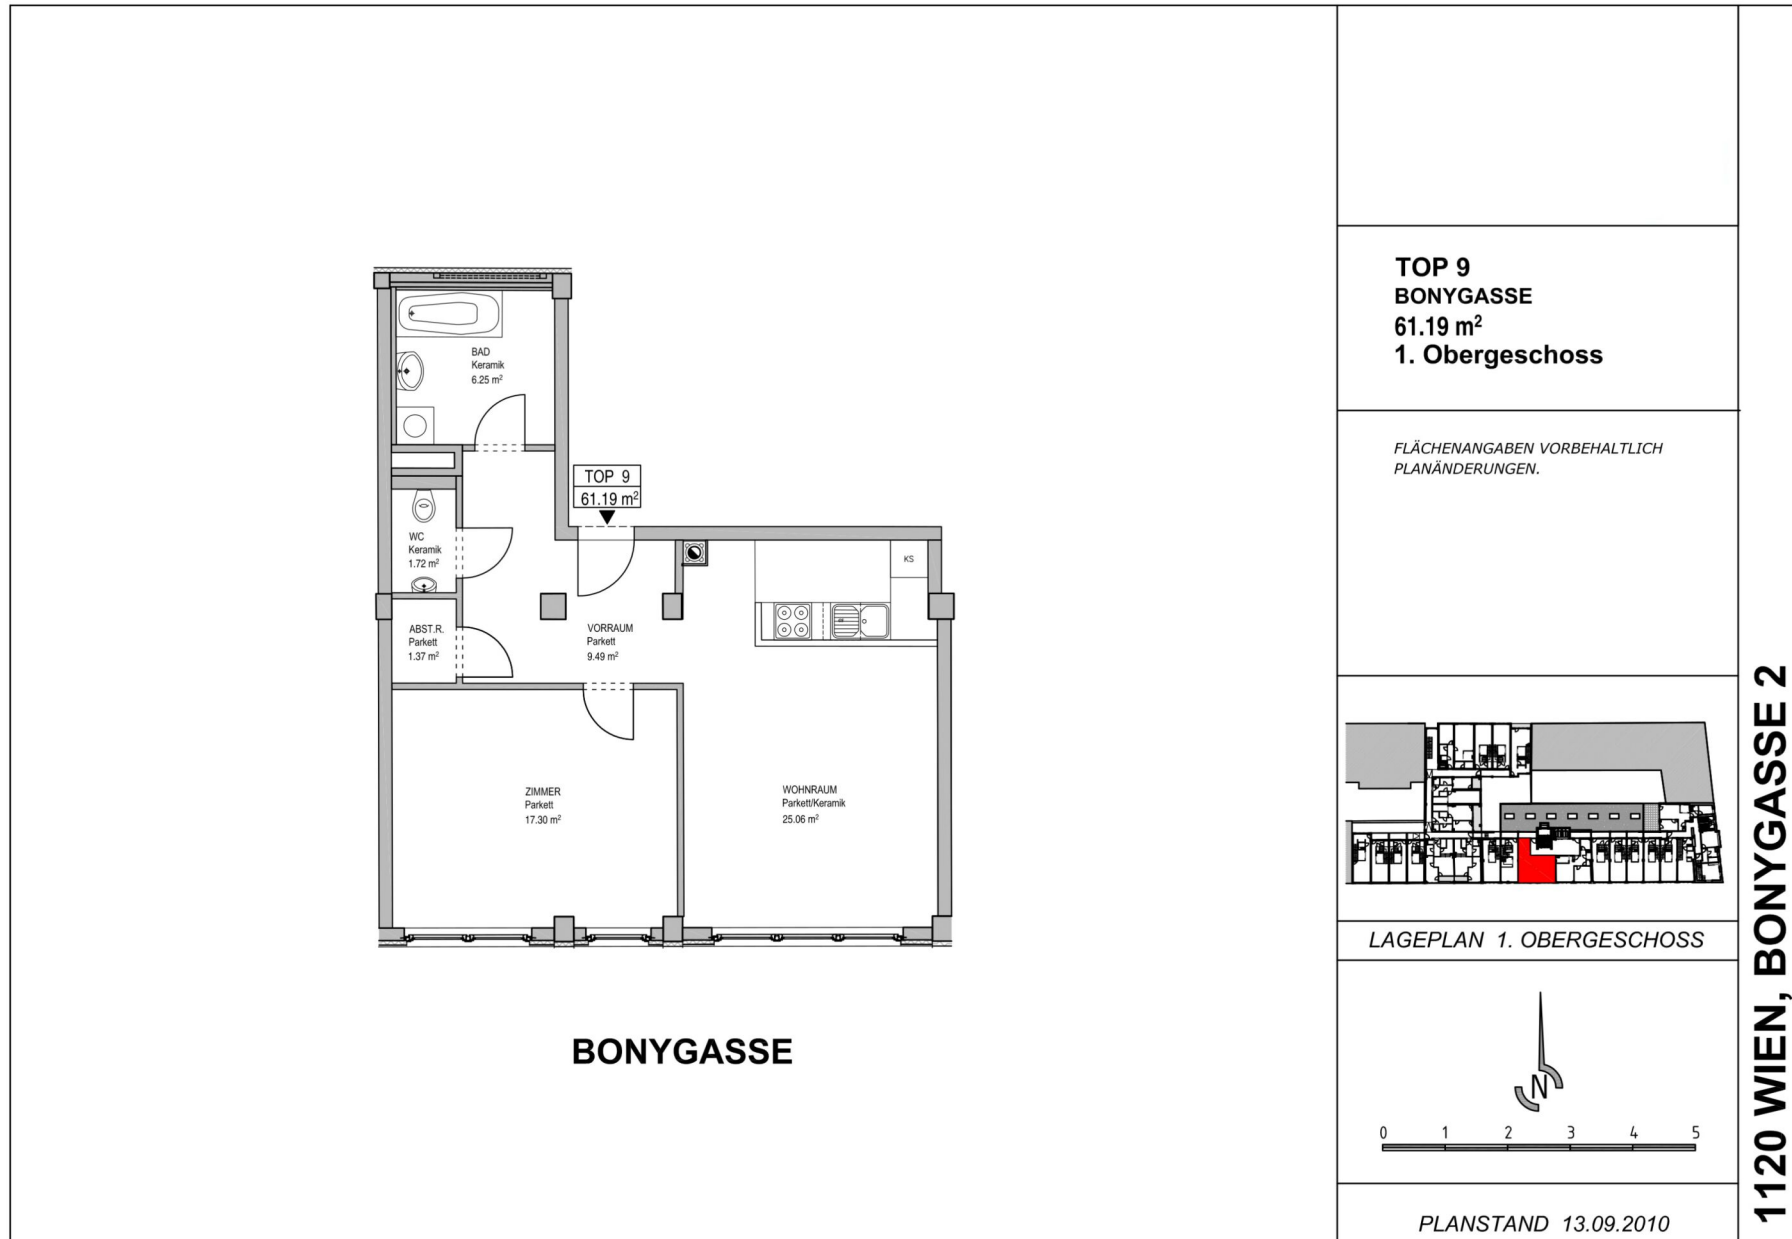 BAD
Keramik
6.25 m²
TOP 9
61.19 m²
WC
Keramik
1.72 m²
KS
ABST.R.
Parkett
1.37 m²
VORRAUM
Parkett
9.49 m²
ZIMMER
Parkett
17.30 m²
WOHNRAUM
Parkett/Keramik
25.06 m²
BONYGASSE
TOP 9
BONYGASSE
61.19 m²
1. Obergeschoss
FLÄCHENANGABEN VORBEHALTLICH
PLANÄNDERUNGEN.
LAGEPLAN 1. OBERGESCHOSS
N
0 1 2 3 4 5
PLANSTAND 13.09.2010
1120 WIEN, BONYGASSE 2